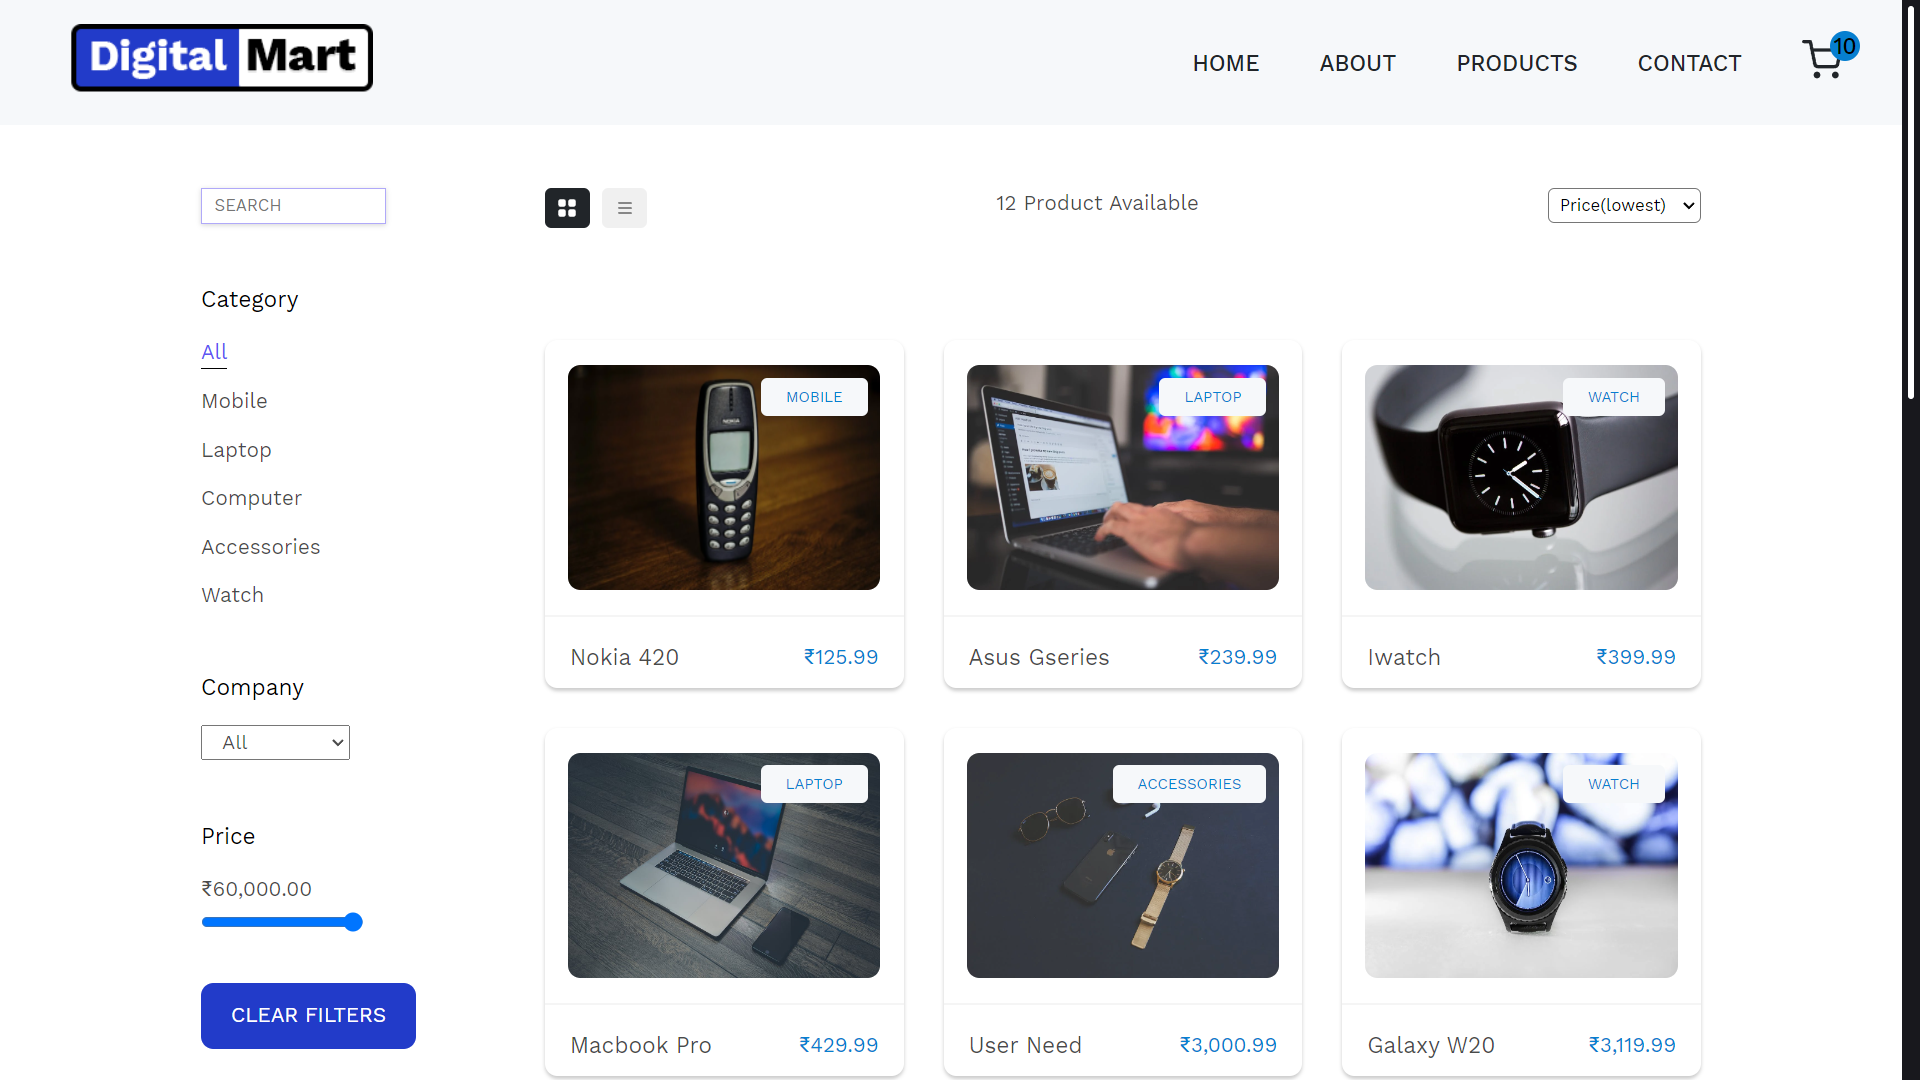 Digital Mart
HOME
ABOUT
PRODUCTS
CONTACT
10
SEARCH
12 Product Available
Price(lowest)
Category
All
Mobile
Laptop
Computer
Accessories
Watch
Company
All
Price
₹60,000.00
CLEAR FILTERS
MOBILE
Nokia 420
₹125.99
LAPTOP
Asus Gseries
₹239.99
WATCH
Iwatch
₹399.99
LAPTOP
Macbook Pro
₹429.99
ACCESSORIES
User Need
₹3,000.99
WATCH
Galaxy W20
₹3,119.99